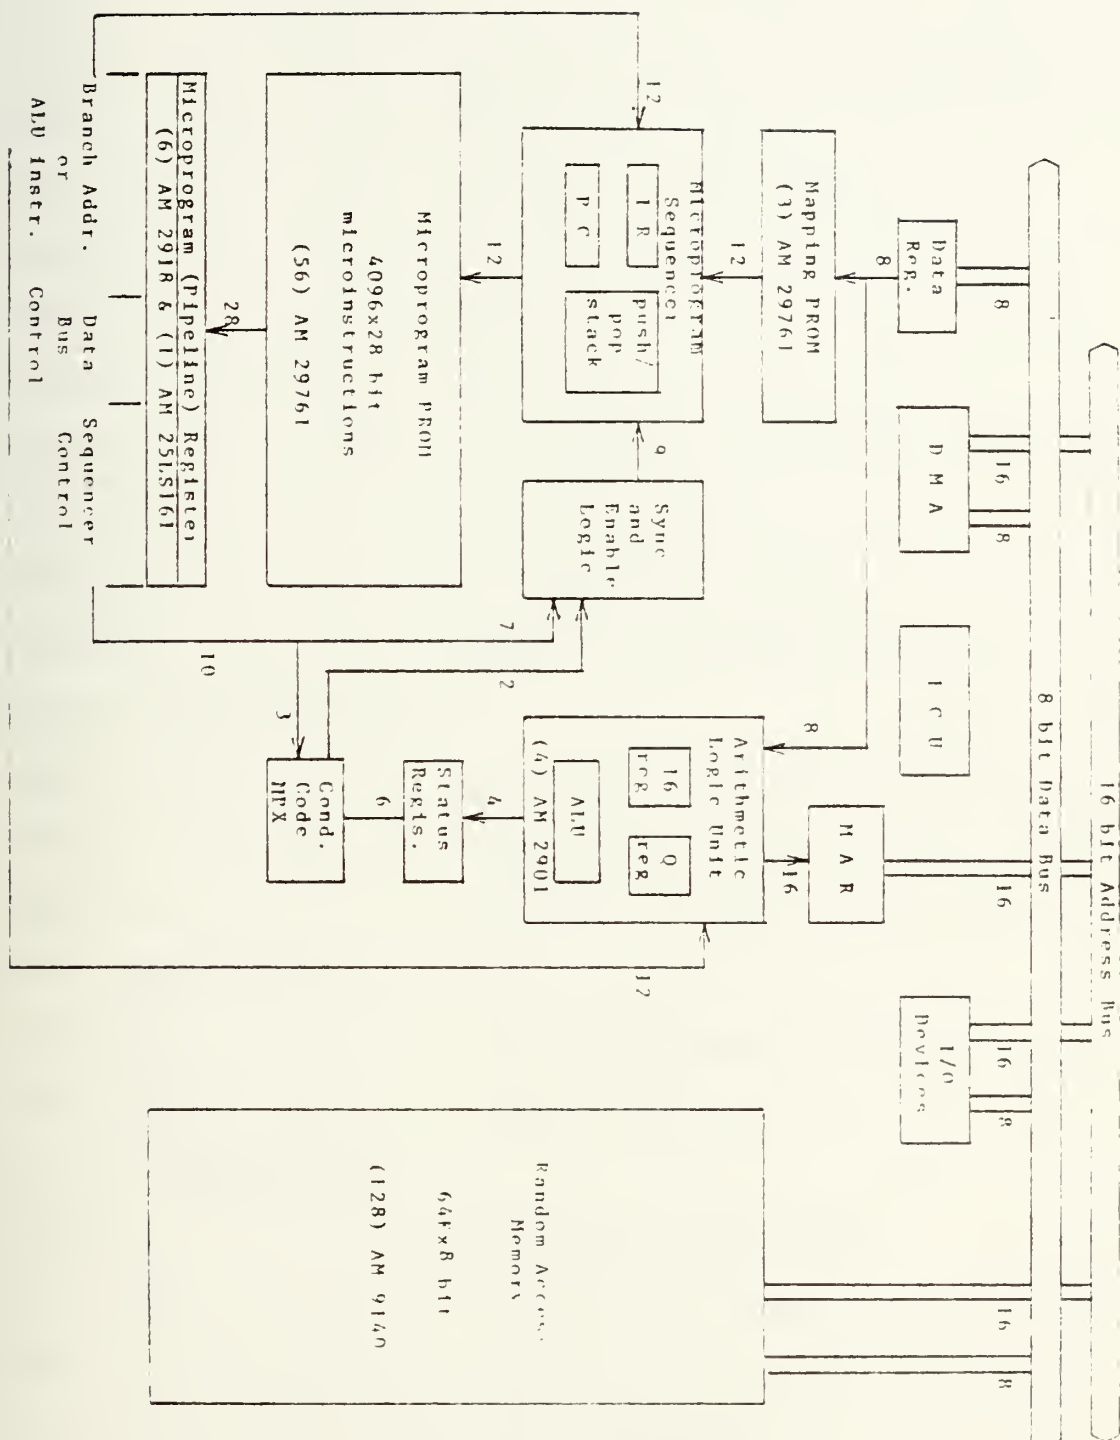 16 bit Address Bus
8 bit Data Bus
8
16
8
16
16
8
16
8
Data
Reg.
D M A
I C U
M A R
I/O
Devices
8
8
16
Mapping PROM
(3) AM 29761
12
12
Microprogram
Sequencer
I R
P C
push/
pop
stack
9
Sync
and
Enable
Logic
Arithmetic
Logic Unit
16
reg
Q
reg
ALU
(4) AM 2901
12
4
Status
Regis.
6
Cond.
Code
MPX
7
2
3
10
12
Microprogram PROM
4096x28 bit
microinstructions
(56) AM 29761
28
Microprogram (Pipeline) Register
(6) AM 2918 & (1) AM 25LS161
Branch Addr.
or
ALU Instr. Control
Data
Bus
Control
Sequencer
Control
Random Access
Memory
64Kx8 bit
(128) AM 9140